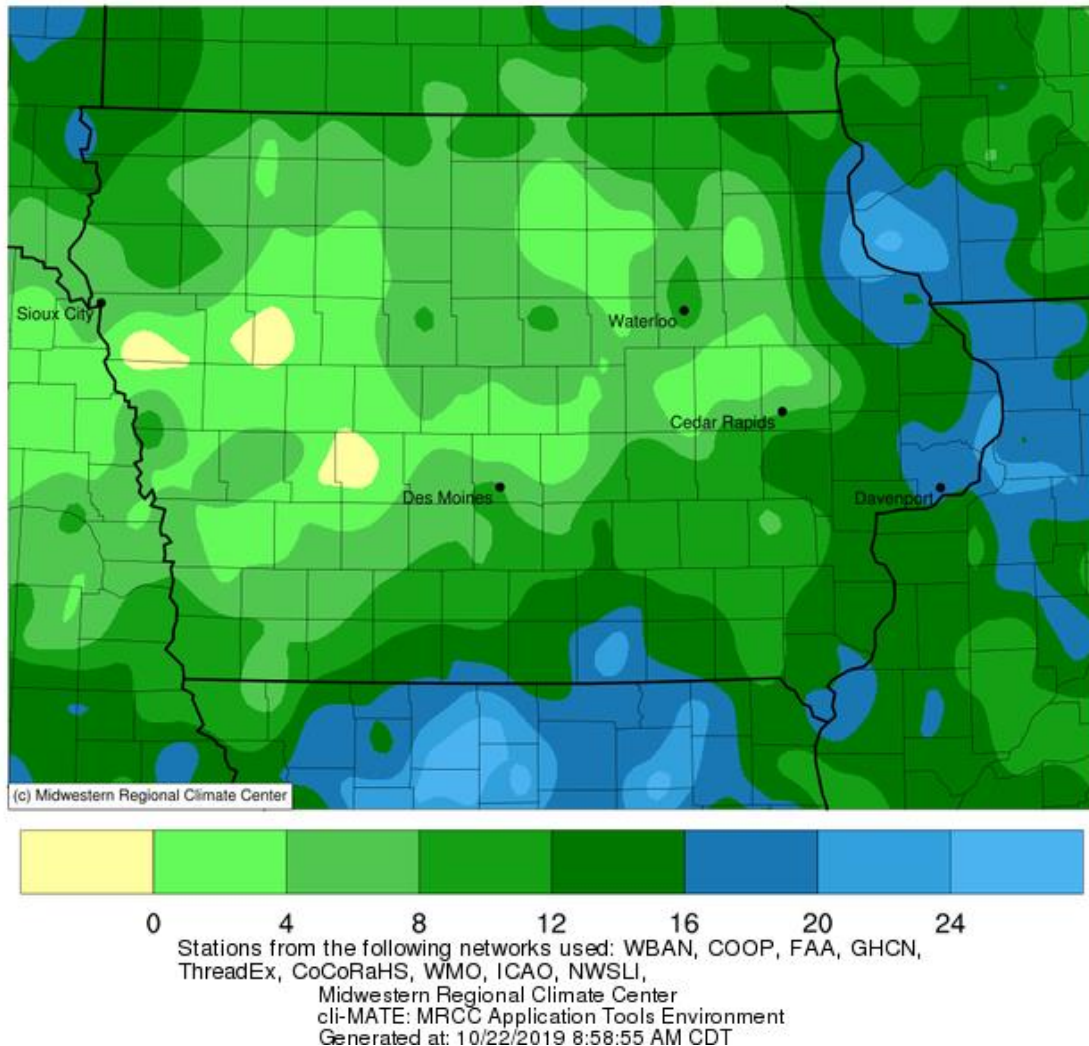 Sioux City
Waterloo
Cedar Rapids
Des Moines
Davenport
(c) Midwestern Regional Climate Center
0 4 8 12 16 20 24
Stations from the following networks used: WBAN, COOP, FAA, GHCN,
ThreadEx, CoCoRaHS, WMO, ICAO, NWSLI,
Midwestern Regional Climate Center
cli-MATE: MRCC Application Tools Environment
Generated at: 10/22/2019 8:58:55 AM CDT